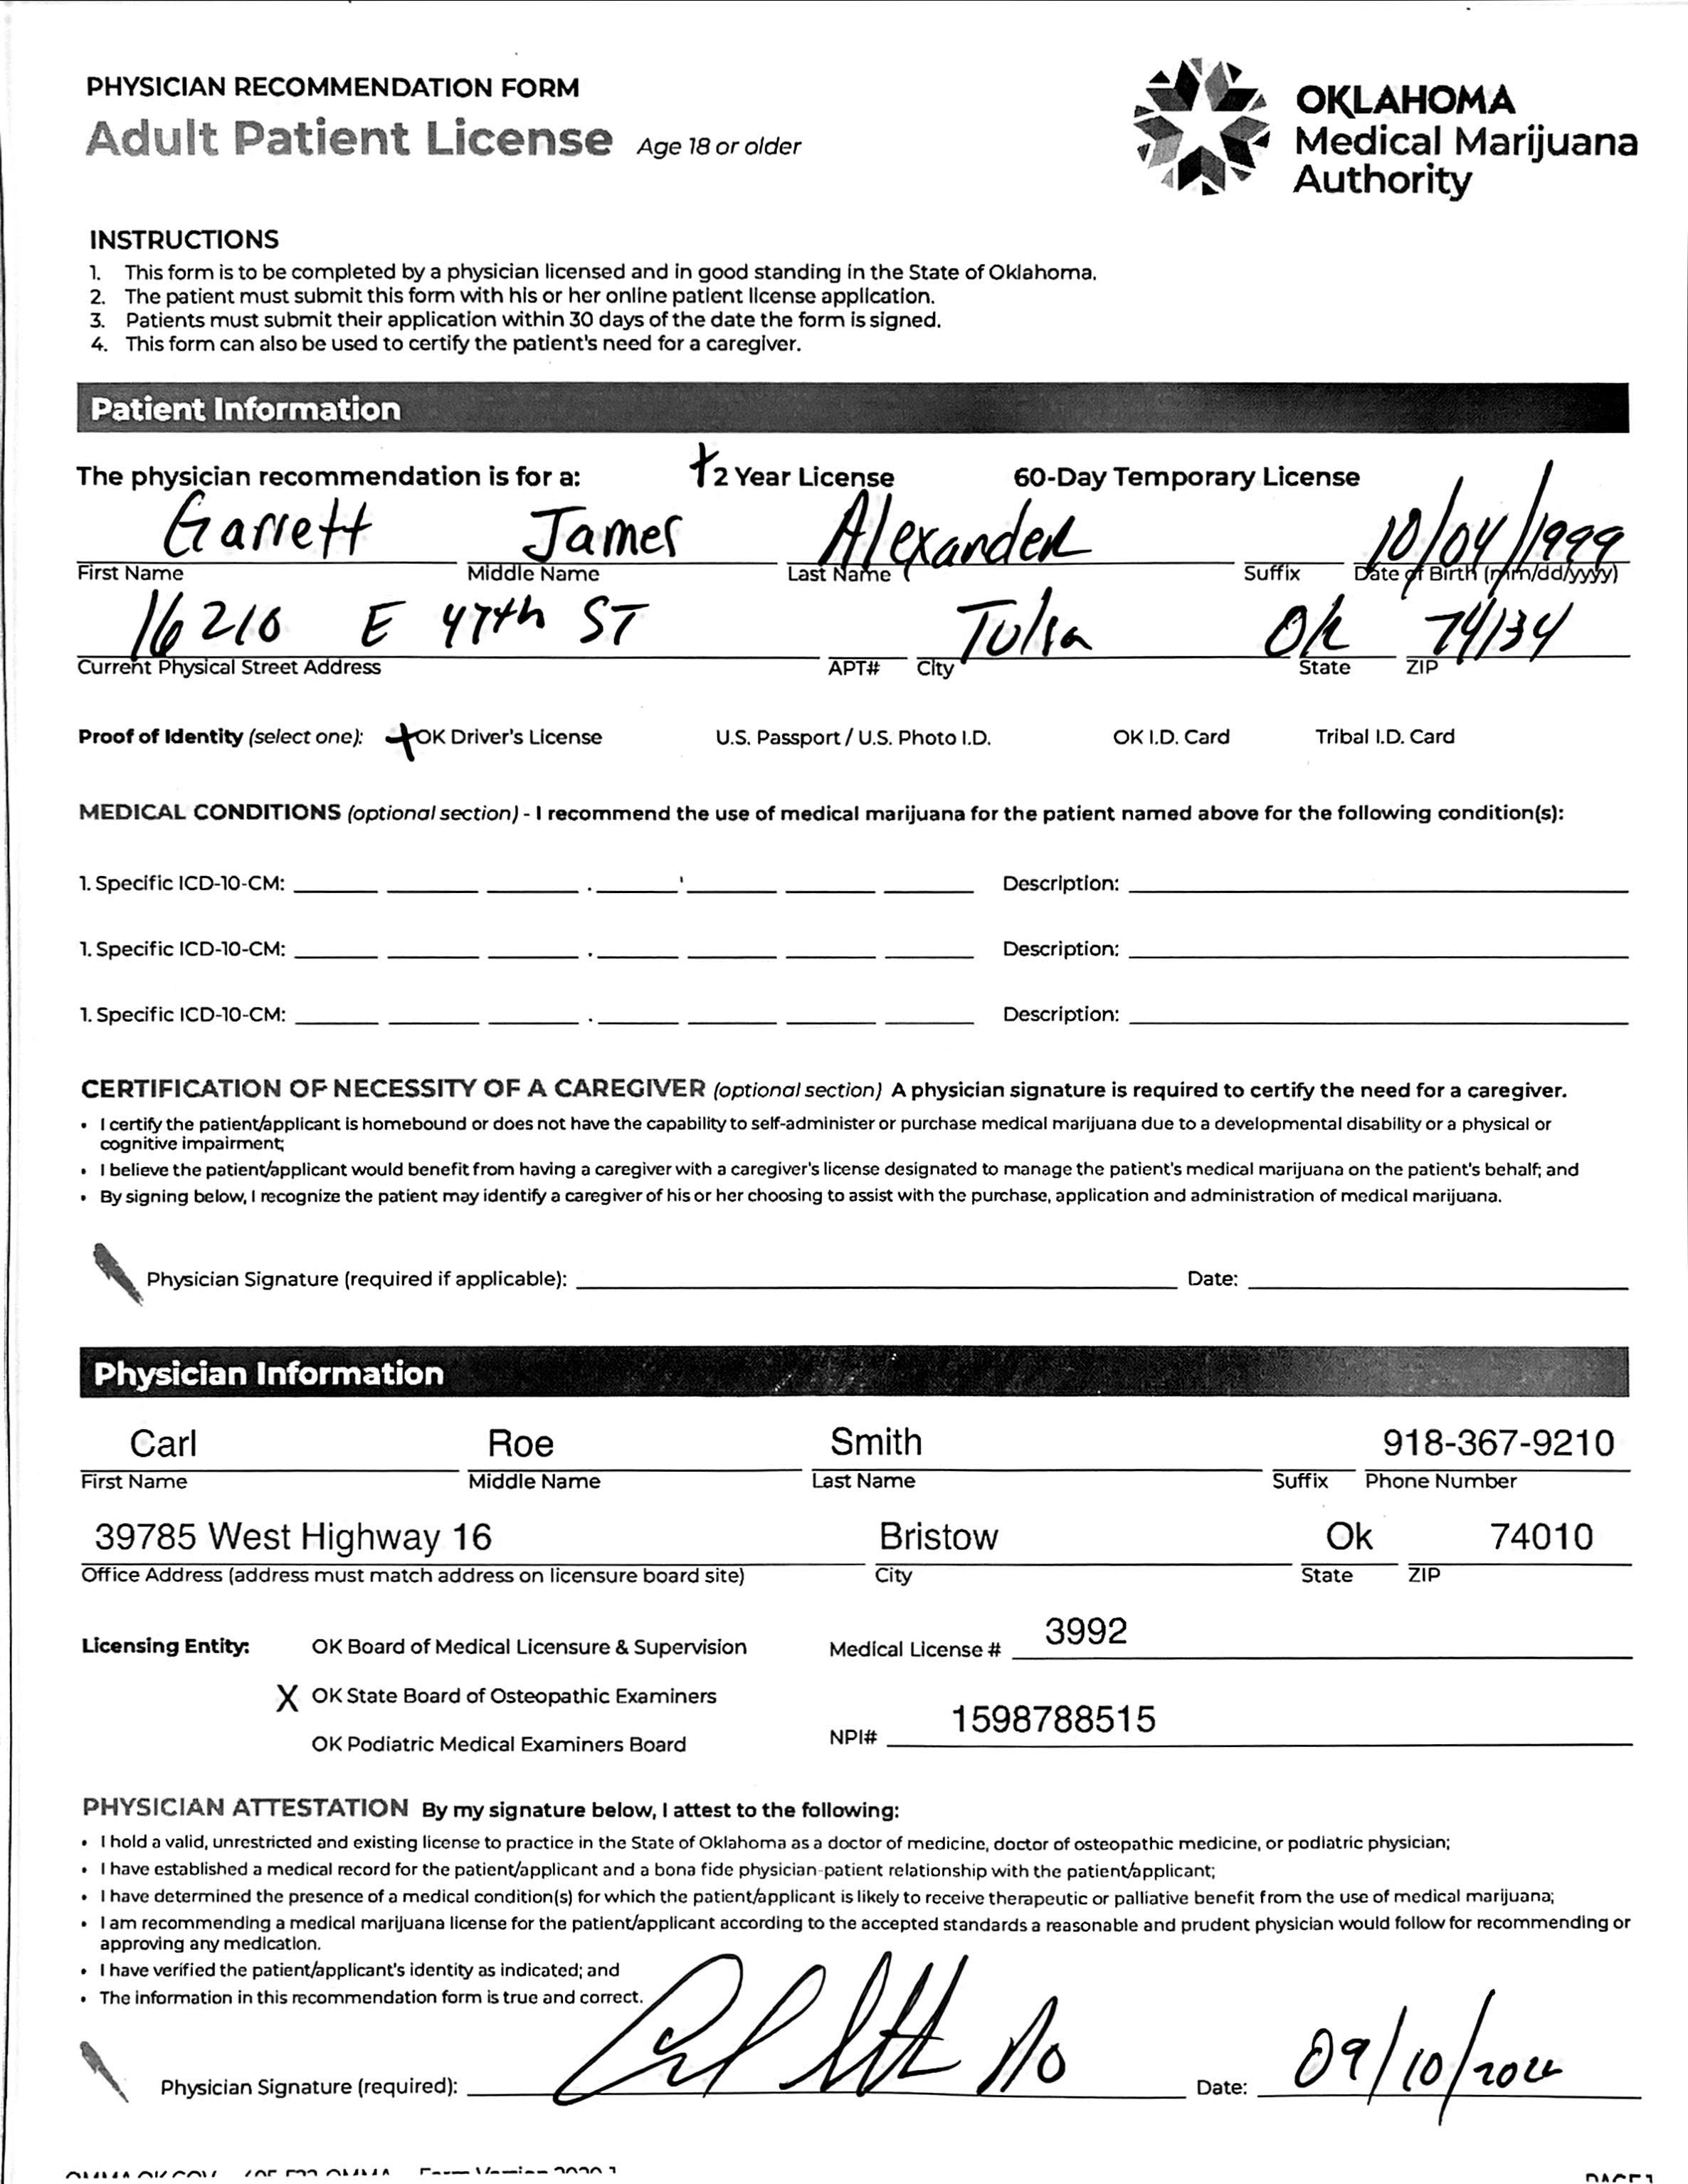 PHYSICIAN RECOMMENDATION FORM
Adult Patient License Age 18 or older
OKLAHOMA
Medical Marijuana
Authority
INSTRUCTIONS
1. This form is to be completed by a physician licensed and in good standing in the State of Oklahoma.
2. The patient must submit this form with his or her online patient license application.
3. Patients must submit their application within 30 days of the date the form is signed.
4. This form can also be used to certify the patient's need for a caregiver.
Patient Information
The physician recommendation is for a: 2 Year License 60-Day Temporary License
Garrett James Alexander 10/04/1999
First Name Middle Name Last Name Suffix Date of Birth (mm/dd/yyyy)
16210 E 47th ST Tulsa Ok 74134
Current Physical Street Address APT# City State ZIP
Proof of Identity (select one): OK Driver's License U.S. Passport / U.S. Photo I.D. OK I.D. Card Tribal I.D. Card
MEDICAL CONDITIONS (optional section) - I recommend the use of medical marijuana for the patient named above for the following condition(s):
1. Specific ICD-10-CM: Description:
1. Specific ICD-10-CM: Description:
1. Specific ICD-10-CM: Description:
CERTIFICATION OF NECESSITY OF A CAREGIVER (optional section) A physician signature is required to certify the need for a caregiver.
• I certify the patient/applicant is homebound or does not have the capability to self-administer or purchase medical marijuana due to a developmental disability or a physical or
cognitive impairment;
• I believe the patient/applicant would benefit from having a caregiver with a caregiver's license designated to manage the patient's medical marijuana on the patient's behalf; and
• By signing below, I recognize the patient may identify a caregiver of his or her choosing to assist with the purchase, application and administration of medical marijuana.
Physician Signature (required if applicable): Date:
Physician Information
Carl Roe Smith 918-367-9210
First Name Middle Name Last Name Suffix Phone Number
39785 West Highway 16 Bristow Ok 74010
Office Address (address must match address on licensure board site) City State ZIP
Licensing Entity: OK Board of Medical Licensure & Supervision Medical License # 3992
X OK State Board of Osteopathic Examiners
OK Podiatric Medical Examiners Board NPI# 1598788515
PHYSICIAN ATTESTATION By my signature below, I attest to the following:
• I hold a valid, unrestricted and existing license to practice in the State of Oklahoma as a doctor of medicine, doctor of osteopathic medicine, or podiatric physician;
• I have established a medical record for the patient/applicant and a bona fide physician-patient relationship with the patient/applicant;
• I have determined the presence of a medical condition(s) for which the patient/applicant is likely to receive therapeutic or palliative benefit from the use of medical marijuana;
• I am recommending a medical marijuana license for the patient/applicant according to the accepted standards a reasonable and prudent physician would follow for recommending or
approving any medication.
• I have verified the patient/applicant's identity as indicated; and
• The information in this recommendation form is true and correct.
Physician Signature (required): Date: